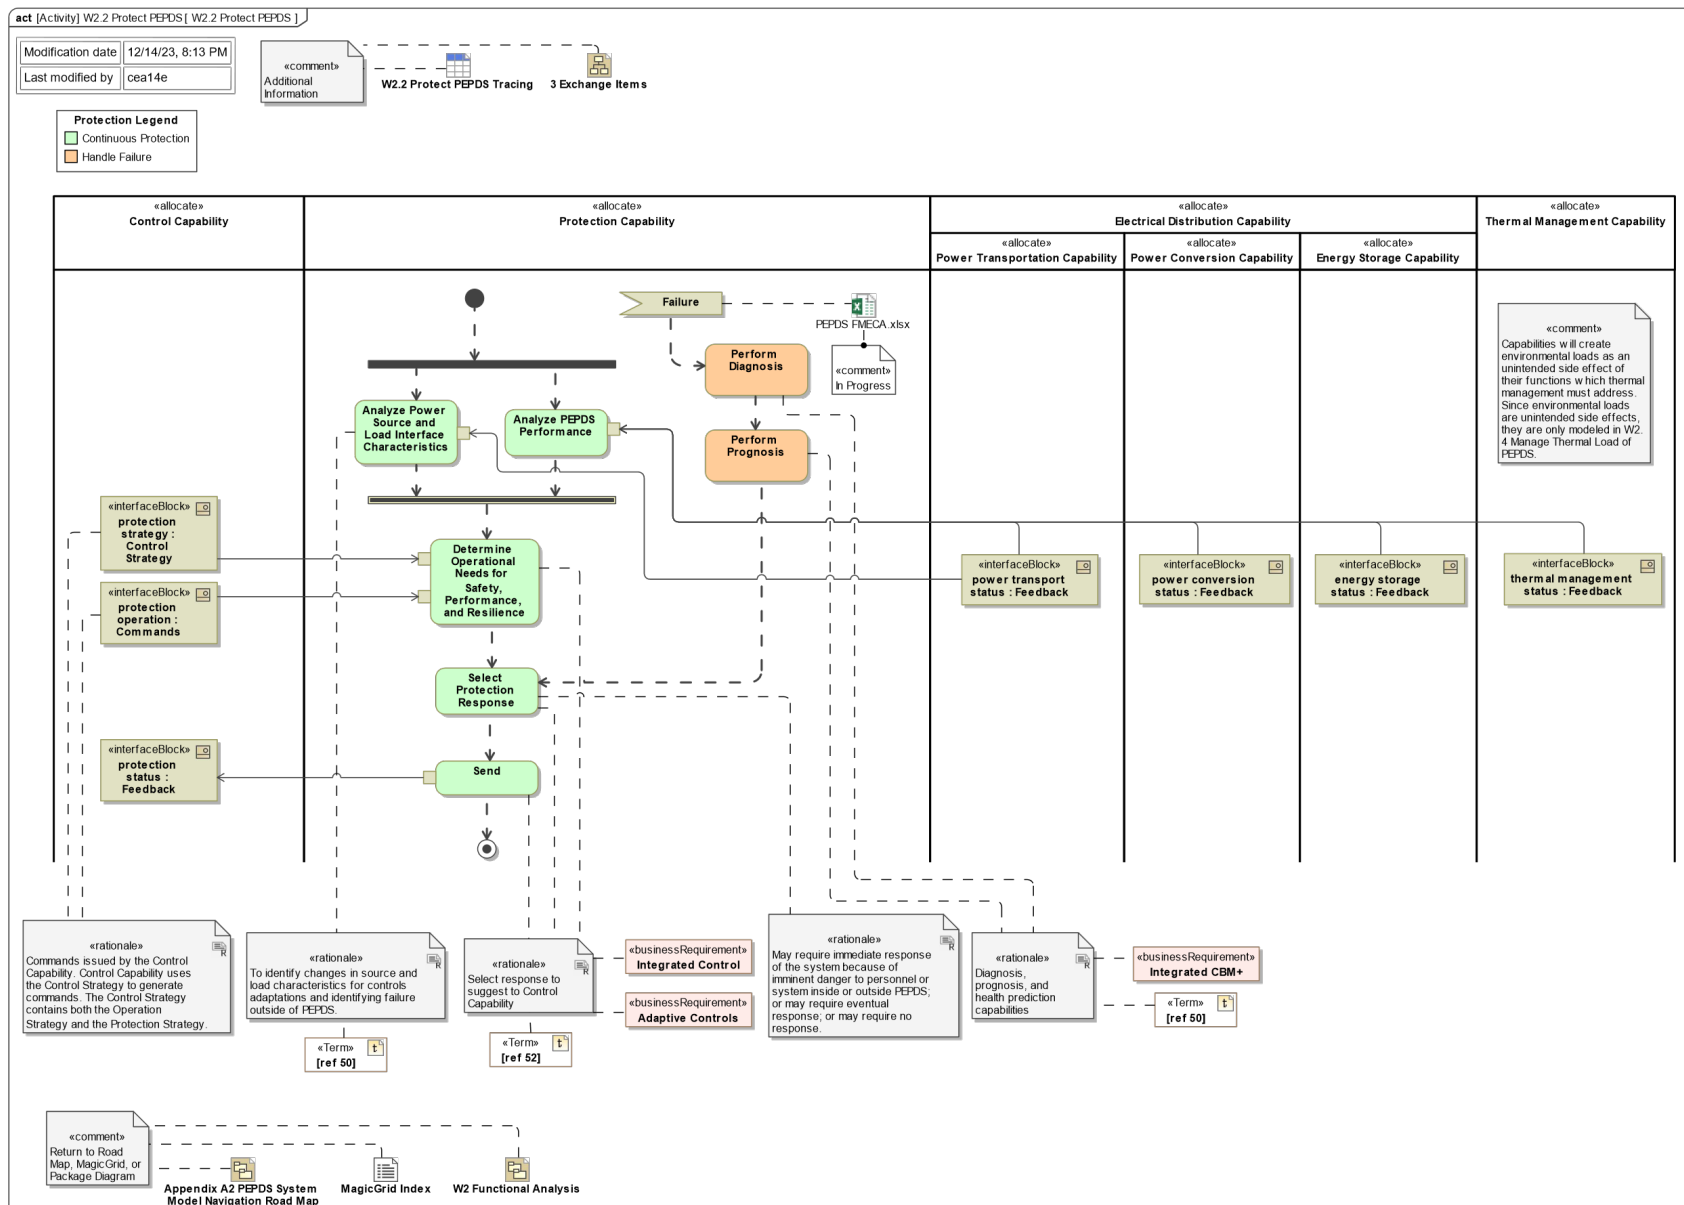 act [Activity] W2.2 Protect PEPDS [ W2.2 Protect PEPDS ]
Modification date 12/14/23, 8:13 PM
Last modified by cea14e
«comment»
Additional
Information
W2.2 Protect PEPDS Tracing
3 Exchange Items
Protection Legend
Continuous Protection
Handle Failure
«allocate»
Control Capability
«allocate»
Protection Capability
«allocate»
Electrical Distribution Capability
«allocate»
Power Transportation Capability
«allocate»
Power Conversion Capability
«allocate»
Energy Storage Capability
«allocate»
Thermal Management Capability
Failure
PEPDS FMECA.xlsx
«comment»
In Progress
Perform
Diagnosis
Perform
Prognosis
Analyze Power
Source and
Load Interface
Characteristics
Analyze PEPDS
Performance
«comment»
Capabilities will create
environmental loads as an
unintended side effect of
their functions which thermal
management must address.
Since environmental loads
are unintended side effects,
they are only modeled in W2.
4 Manage Thermal Load of
PEPDS.
«interfaceBlock»
protection
strategy :
Control
Strategy
«interfaceBlock»
protection
operation :
Commands
Determine
Operational
Needs for
Safety,
Performance,
and Resilience
«interfaceBlock»
power transport
status : Feedback
«interfaceBlock»
power conversion
status : Feedback
«interfaceBlock»
energy storage
status : Feedback
«interfaceBlock»
thermal management
status : Feedback
Select
Protection
Response
«interfaceBlock»
protection
status :
Feedback
Send
«rationale»
Commands issued by the Control
Capability. Control Capability uses
the Control Strategy to generate
commands. The Control Strategy
contains both the Operation
Strategy and the Protection Strategy.
«rationale»
To identify changes in source and
load characteristics for controls
adaptations and identifying failure
outside of PEPDS.
«Term»
[ref 50]
«rationale»
Select response to
suggest to Control
Capability
«Term»
[ref 52]
«businessRequirement»
Integrated Control
«businessRequirement»
Adaptive Controls
«rationale»
May require immediate response
of the system because of
imminent danger to personnel or
system inside or outside PEPDS;
or may require eventual
response; or may require no
response.
«rationale»
Diagnosis,
prognosis, and
health prediction
capabilities
«businessRequirement»
Integrated CBM+
«Term»
[ref 50]
«comment»
Return to Road
Map, MagicGrid, or
Package Diagram
Appendix A2 PEPDS System
Model Navigation Road Map
MagicGrid Index
W2 Functional Analysis